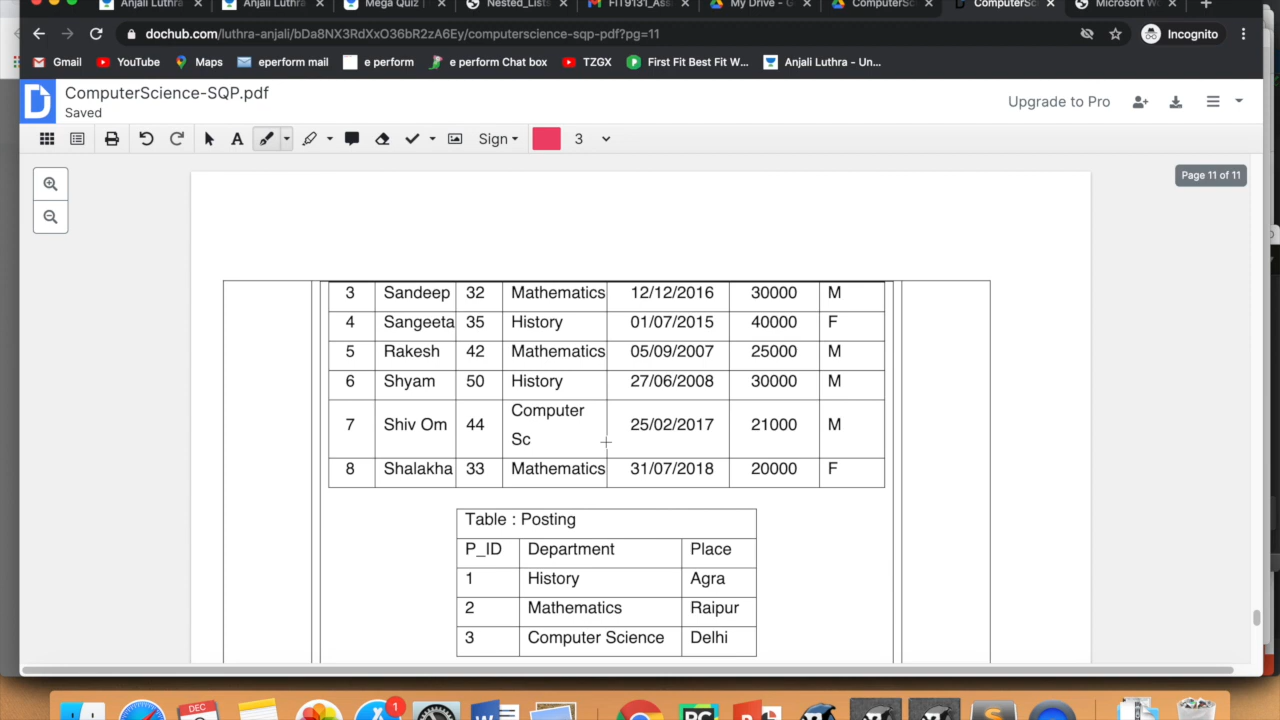 Anjali Luthra
Anjali Luthra
Mega Quiz
Nested_Lists
FIT9131_Assi
My Drive - G
ComputerSc
ComputerSc
Microsoft W
dochub.com/luthra-anjali/bDa8NX3RdXxO36bR2zA6Ey/computerscience-sqp-pdf?pg=11
Incognito
Gmail YouTube Maps eperform mail e perform e perform Chat box TZGX First Fit Best Fit W... Anjali Luthra - Un...
ComputerScience-SQP.pdf
Saved
Upgrade to Pro
A Sign 3
Page 11 of 11
3 Sandeep 32 Mathematics 12/12/2016 30000 M
4 Sangeeta 35 History 01/07/2015 40000 F
5 Rakesh 42 Mathematics 05/09/2007 25000 M
6 Shyam 50 History 27/06/2008 30000 M
7 Shiv Om 44 Computer Sc 25/02/2017 21000 M
8 Shalakha 33 Mathematics 31/07/2018 20000 F
Table : Posting
P_ID Department Place
1 History Agra
2 Mathematics Raipur
3 Computer Science Delhi
DEC
1
PC